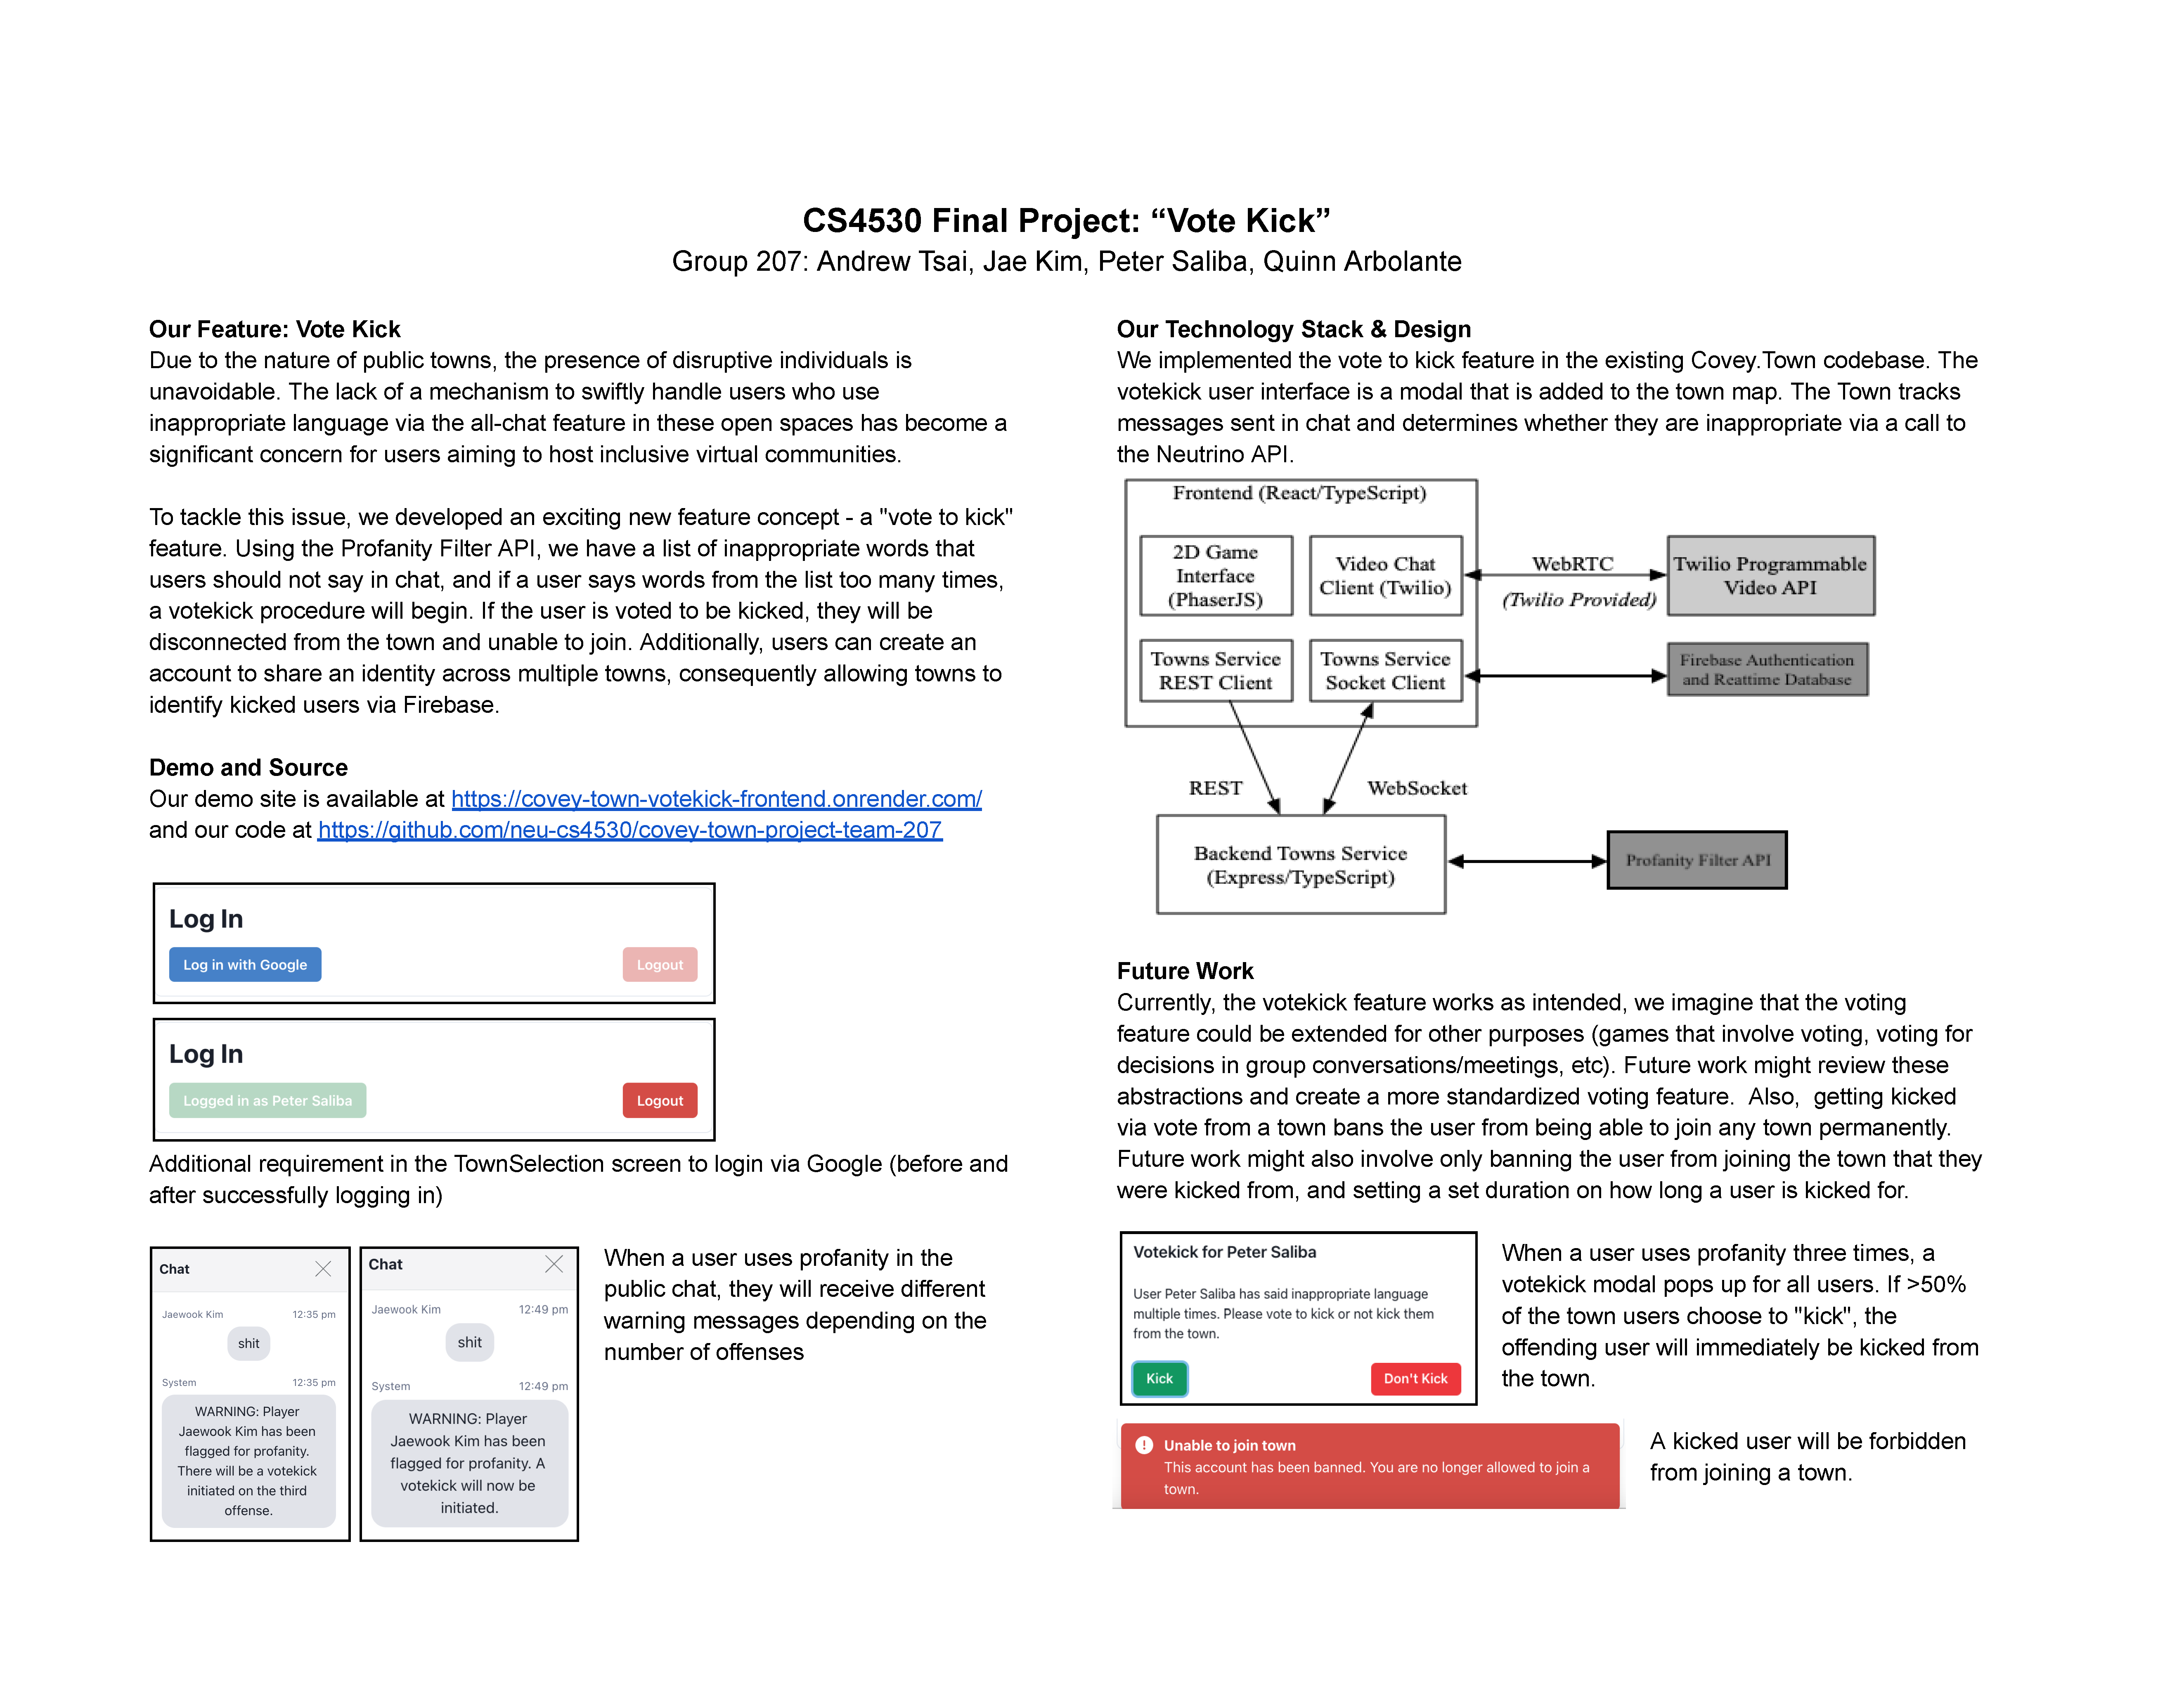 CS4530 Final Project: “Vote Kick”
Group 207: Andrew Tsai, Jae Kim, Peter Saliba, Quinn Arbolante
Our Feature: Vote Kick
Due to the nature of public towns, the presence of disruptive individuals is
unavoidable. The lack of a mechanism to swiftly handle users who use
inappropriate language via the all-chat feature in these open spaces has become a
significant concern for users aiming to host inclusive virtual communities.
To tackle this issue, we developed an exciting new feature concept - a "vote to kick"
feature. Using the Profanity Filter API, we have a list of inappropriate words that
users should not say in chat, and if a user says words from the list too many times,
a votekick procedure will begin. If the user is voted to be kicked, they will be
disconnected from the town and unable to join. Additionally, users can create an
account to share an identity across multiple towns, consequently allowing towns to
identify kicked users via Firebase.
Demo and Source
Our demo site is available at https://covey-town-votekick-frontend.onrender.com/
and our code at https://github.com/neu-cs4530/covey-town-project-team-207
Log In
Log in with Google
Logout
Log In
Logged in as Peter Saliba
Logout
Additional requirement in the TownSelection screen to login via Google (before and
after successfully logging in)
Chat
Jaewook Kim 12:35 pm
shit
System 12:35 pm
WARNING: Player
Jaewook Kim has been
flagged for profanity.
There will be a votekick
initiated on the third
offense.
Chat
Jaewook Kim 12:49 pm
shit
System 12:49 pm
WARNING: Player
Jaewook Kim has been
flagged for profanity. A
votekick will now be
initiated.
When a user uses profanity in the
public chat, they will receive different
warning messages depending on the
number of offenses
Our Technology Stack & Design
We implemented the vote to kick feature in the existing Covey.Town codebase. The
votekick user interface is a modal that is added to the town map. The Town tracks
messages sent in chat and determines whether they are inappropriate via a call to
the Neutrino API.
Frontend (React/TypeScript)
2D Game
Interface
(PhaserJS)
Video Chat
Client (Twilio)
WebRTC
(Twilio Provided)
Twilio Programmable
Video API
Towns Service
REST Client
Towns Service
Socket Client
Firebase Authentication
and Reattime Database
REST
WebSocket
Backend Towns Service
(Express/TypeScript)
Profanity Filter API
Future Work
Currently, the votekick feature works as intended, we imagine that the voting
feature could be extended for other purposes (games that involve voting, voting for
decisions in group conversations/meetings, etc). Future work might review these
abstractions and create a more standardized voting feature.  Also,  getting kicked
via vote from a town bans the user from being able to join any town permanently.
Future work might also involve only banning the user from joining the town that they
were kicked from, and setting a set duration on how long a user is kicked for.
Votekick for Peter Saliba
User Peter Saliba has said inappropriate language
multiple times. Please vote to kick or not kick them
from the town.
Kick
Don't Kick
When a user uses profanity three times, a
votekick modal pops up for all users. If >50%
of the town users choose to "kick", the
offending user will immediately be kicked from
the town.
Unable to join town
This account has been banned. You are no longer allowed to join a
town.
A kicked user will be forbidden
from joining a town.